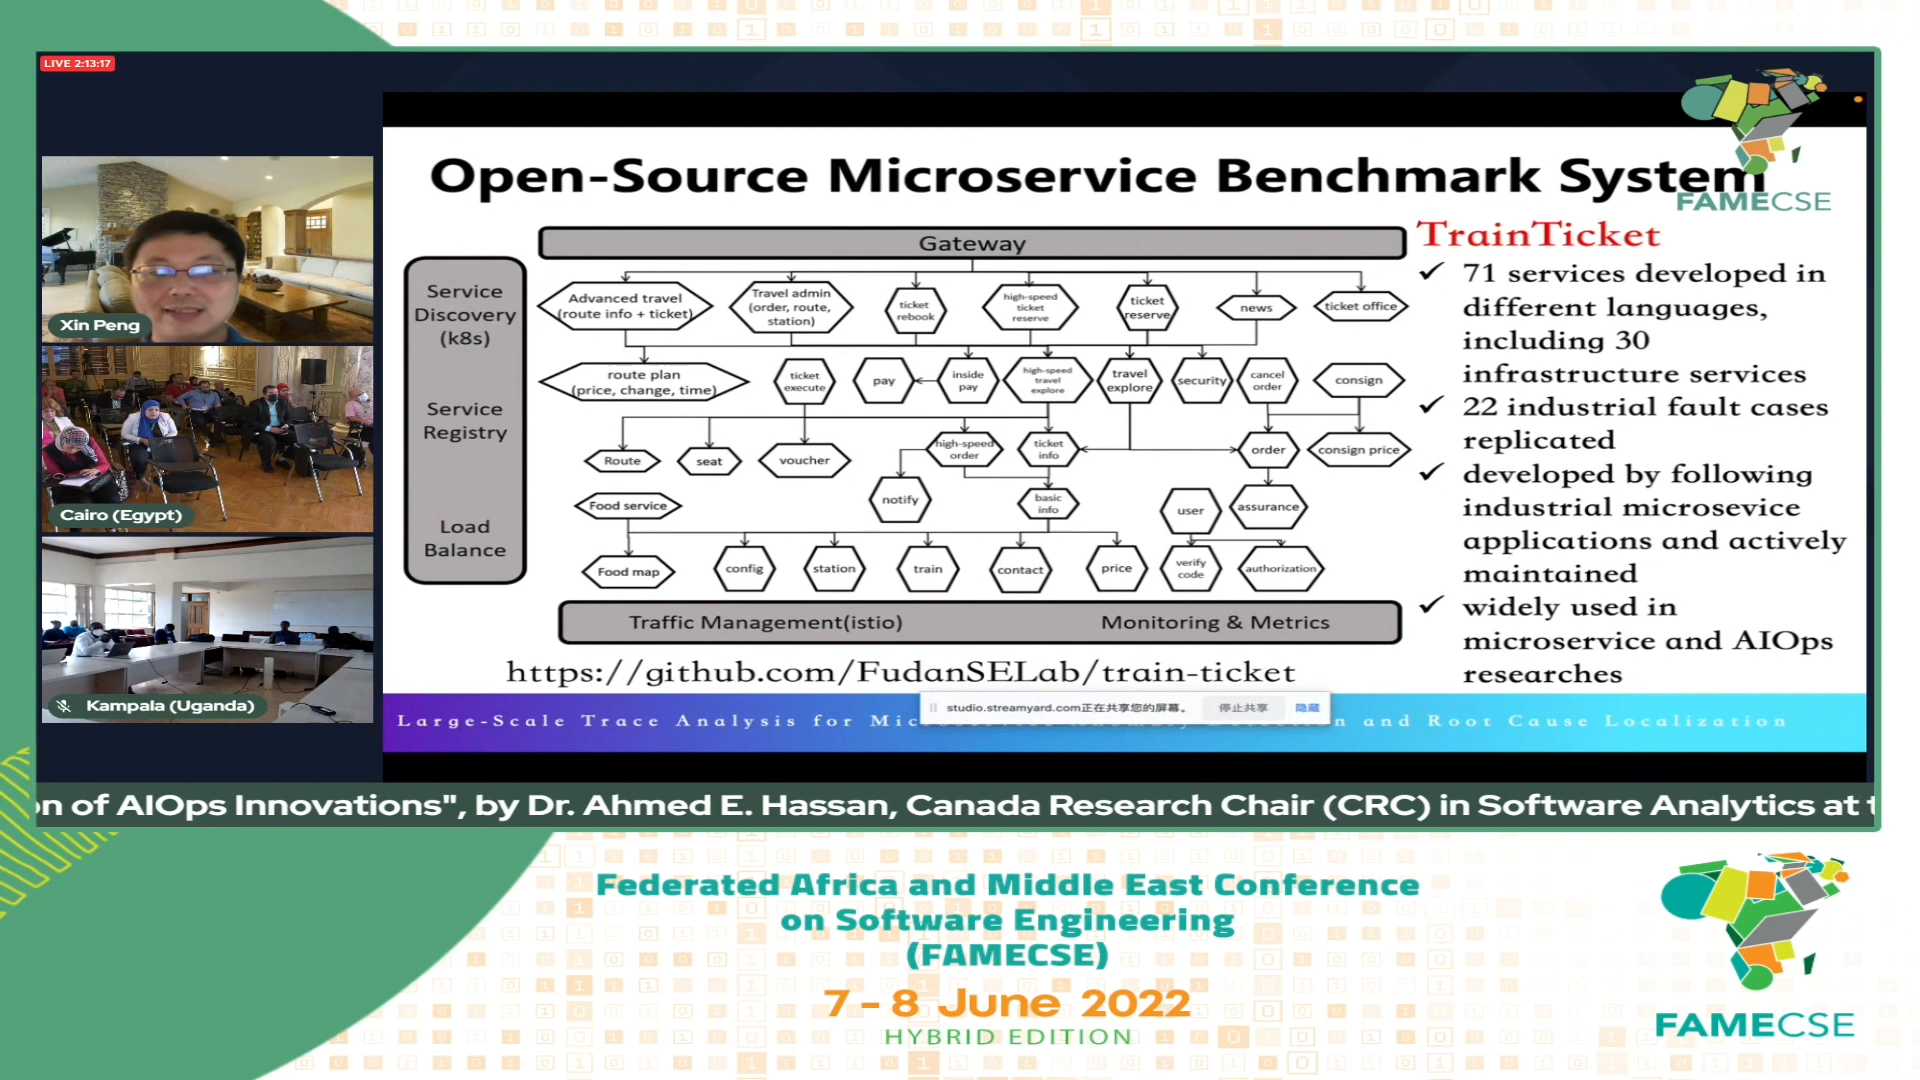 LIVE 2:13:17
Xin Peng
Cairo (Egypt)
Kampala (Uganda)
Open-Source Microservice Benchmark System
FAMECSE
Gateway
Service
Discovery
(k8s)
Service
Registry
Load
Balance
Advanced travel
(route info + ticket)
Travel admin
(order, route,
station)
ticket
rebook
high-speed
ticket
reserve
ticket
reserve
news
ticket office
route plan
(price, change, time)
ticket
execute
pay
inside
pay
high-speed
travel
explore
travel
explore
security
cancel
order
consign
Route
seat
voucher
high-speed
order
ticket
info
order
consign price
Food service
notify
basic
info
user
assurance
Food map
config
station
train
contact
price
verify
code
authorization
Traffic Management(istio)
Monitoring & Metrics
https://github.com/FudanSELab/train-ticket
TrainTicket
✓ 71 services developed in
different languages,
including 30
infrastructure services
✓ 22 industrial fault cases
replicated
✓ developed by following
industrial microsevice
applications and actively
maintained
✓ widely used in
microservice and AIOps
researches
Large-Scale Trace Analysis for and Root Cause Localization
studio.streamyard.com正在共享您的屏幕。 停止共享 隐藏
on of AIOps Innovations", by Dr. Ahmed E. Hassan, Canada Research Chair (CRC) in Software Analytics at
Federated Africa and Middle East Conference
on Software Engineering
(FAMECSE)
7 - 8 June 2022
HYBRID EDITION
FAMECSE